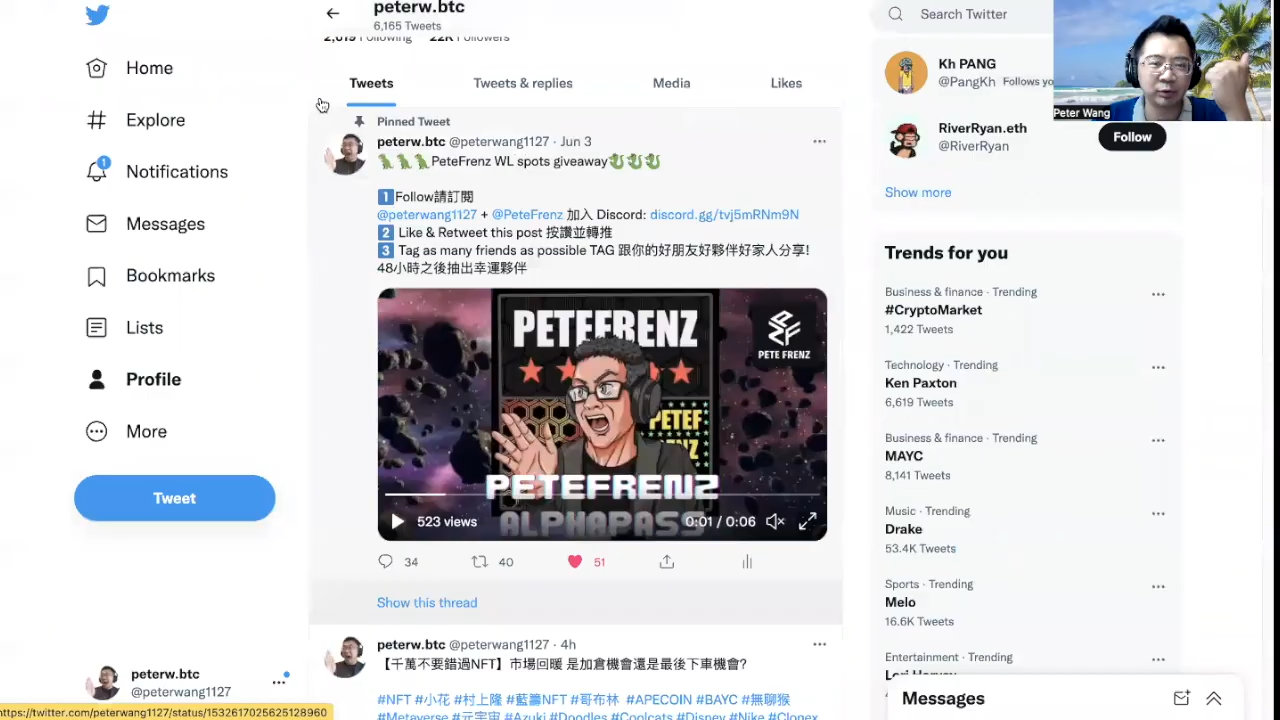 peterw.btc
6,165 Tweets
2,619 Following 22K Followers
Home
Explore
1
Notifications
Messages
Bookmarks
Lists
Profile
More
Tweet
peterw.btc
@peterwang1127
https://twitter.com/peterwang1127/status/1532617025625128960
Tweets Tweets & replies Media Likes
Pinned Tweet
peterw.btc @peterwang1127 · Jun 3
🦎🦎🦎PeteFrenz WL spots giveaway🐉🐉🐉
1️⃣Follow請訂閱
@peterwang1127 + @PeteFrenz 加入 Discord: discord.gg/tvj5mRNm9N
2️⃣ Like & Retweet this post 按讚並轉推
3️⃣ Tag as many friends as possible TAG 跟你的好朋友好夥伴好家人分享!
48小時之後抽出幸運夥伴
PETEFRENZ
PETE FRENZ
PETEF
PETEFRENZ
ALPHAPASS
523 views
0:01 / 0:06
34 40 51
Show this thread
peterw.btc @peterwang1127 · 4h
【千萬不要錯過NFT】市場回暖 是加倉機會還是最後下車機會?
#NFT #小花 #村上隆 #藍籌NFT #哥布林 #APECOIN #BAYC #無聊猴
#Metaverse #元宇宙 #Azuki #Doodles #Coolcats #Disney #Nike #Clonex
Search Twitter
Kh PANG
@PangKh Follows yo
RiverRyan.eth
@RiverRyan
Follow
Show more
Peter Wang
Trends for you
Business & finance · Trending
#CryptoMarket
1,422 Tweets
Technology · Trending
Ken Paxton
6,619 Tweets
Business & finance · Trending
MAYC
8,141 Tweets
Music · Trending
Drake
53.4K Tweets
Sports · Trending
Melo
16.6K Tweets
Entertainment · Trending
Lori Harvey
Messages